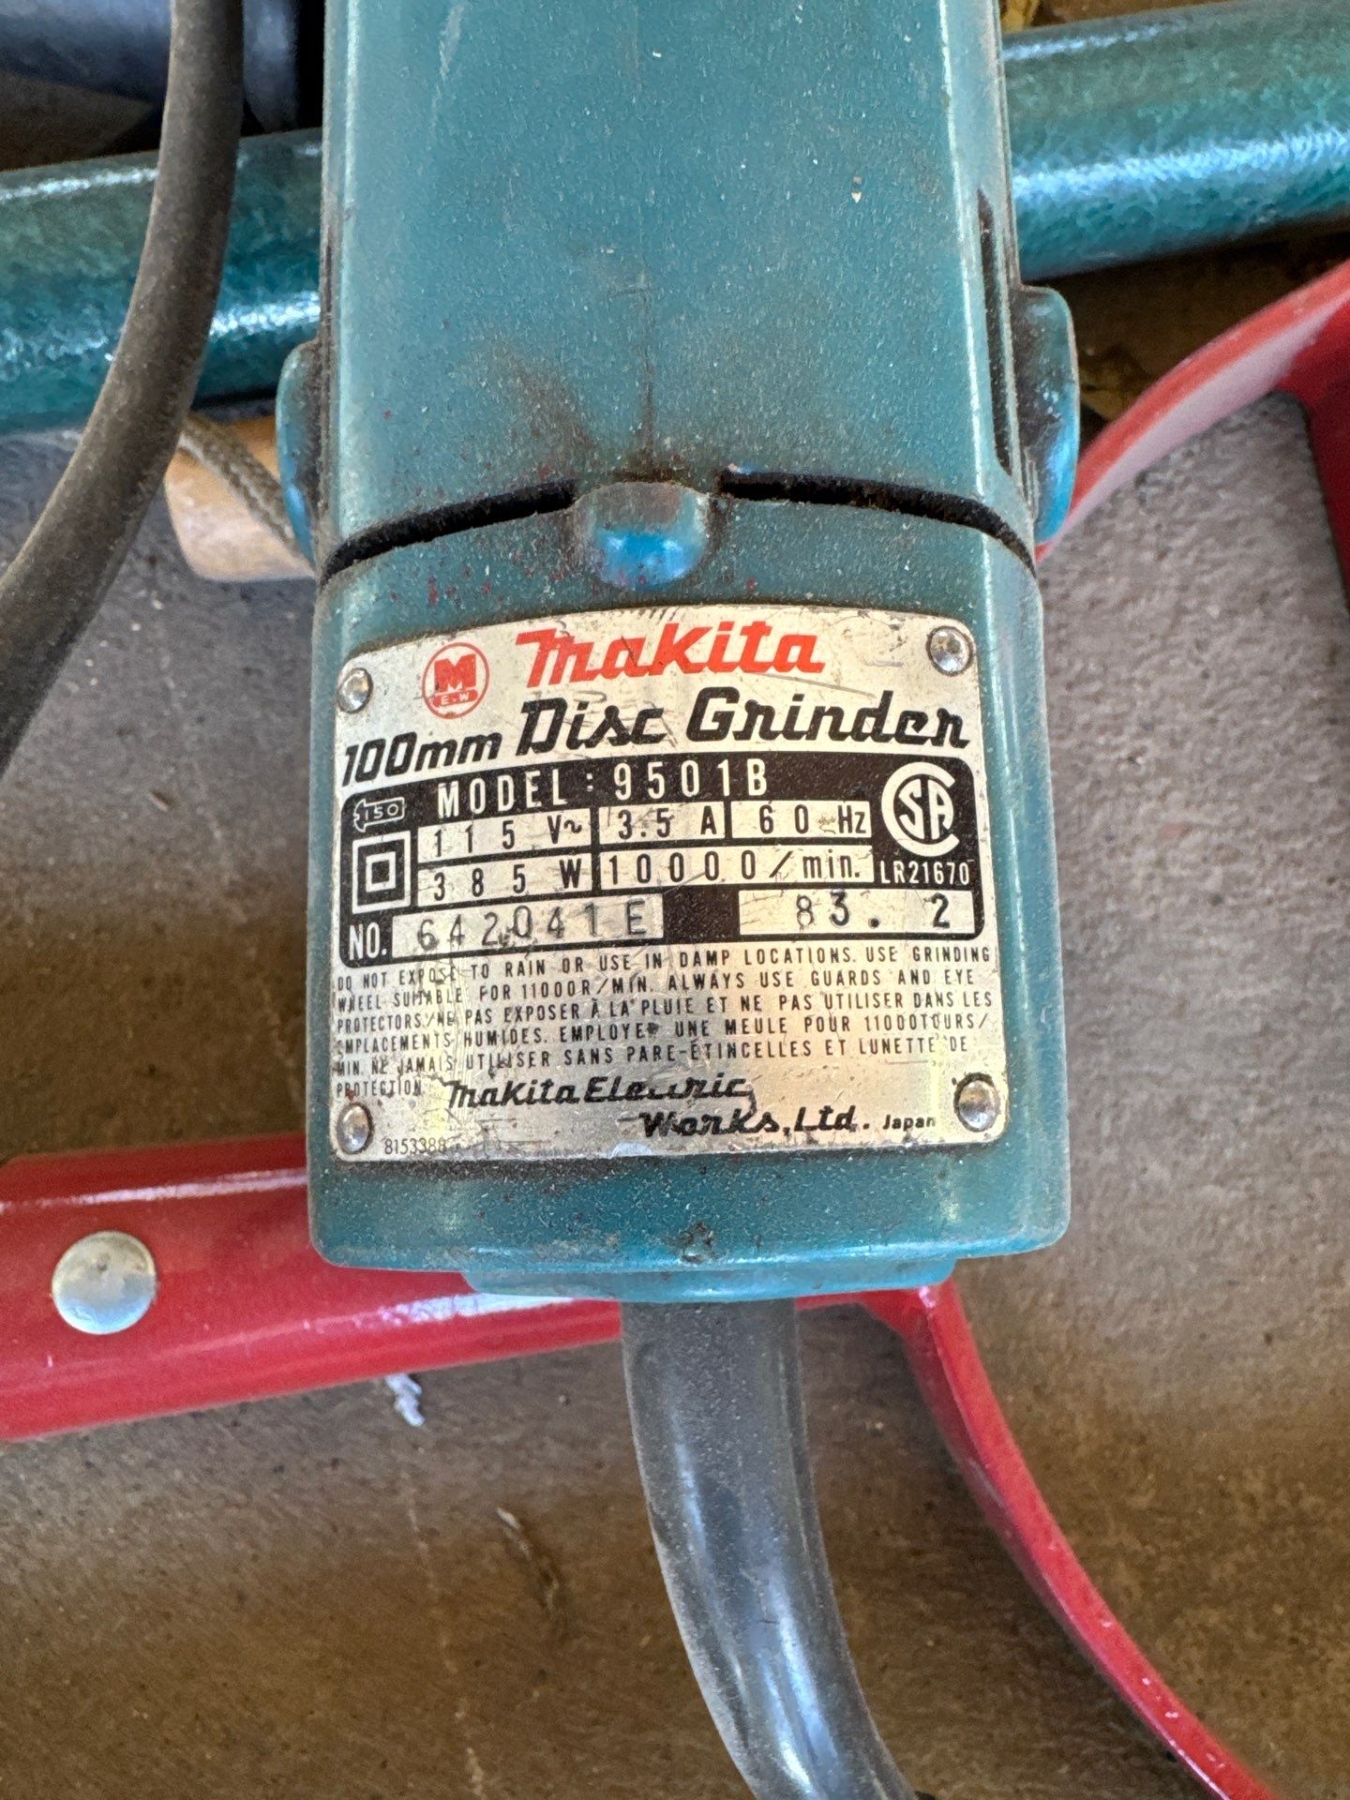 M
E.W
Makita
100mm Disc Grinder
MODEL: 9501B
ISO
115 V~ 3.5 A 60 Hz
385 W 10000/min.
CSA
LR21670
NO. 642041E 83. 2
DO NOT EXPOSE TO RAIN OR USE IN DAMP LOCATIONS. USE GRINDING
WHEEL SUITABLE FOR 11000R/MIN. ALWAYS USE GUARDS AND EYE
PROTECTORS./NE PAS EXPOSER À LA PLUIE ET NE PAS UTILISER DANS LES
EMPLACEMENTS HUMIDES. EMPLOYER UNE MEULE POUR 11000TOURS/
MIN. NE JAMAIS UTILISER SANS PARE-ÉTINCELLES ET LUNETTE DE
PROTECTION.
Makita Electric
Works, Ltd. Japan